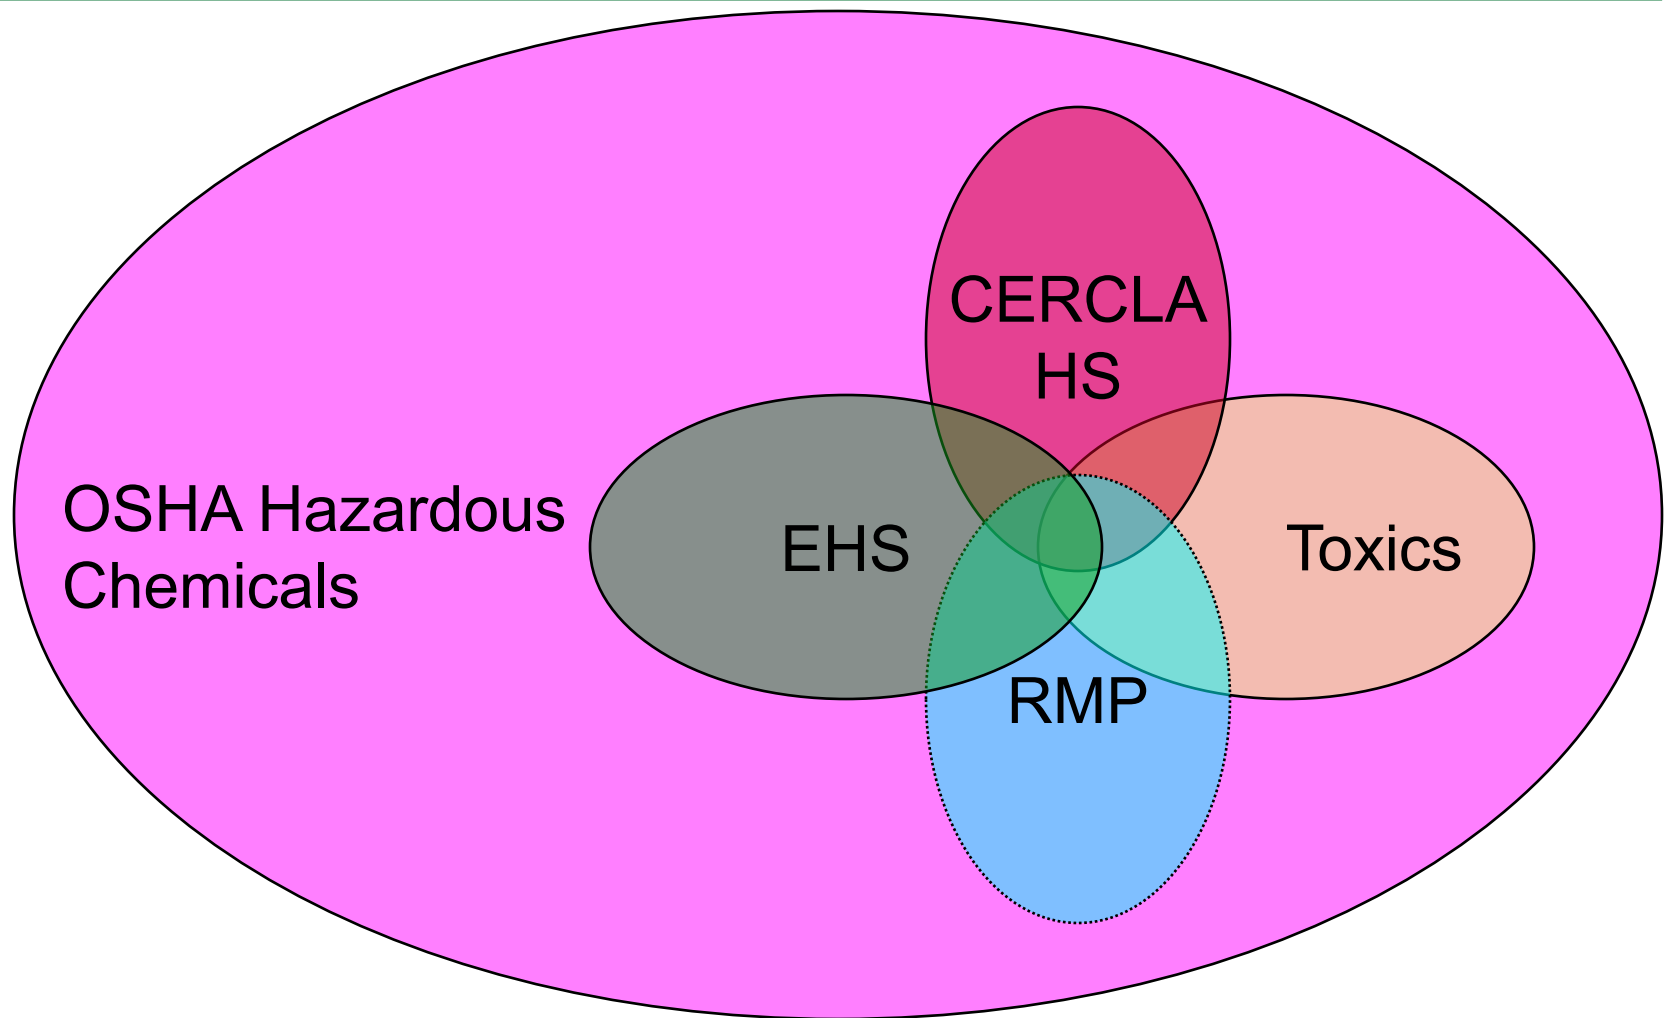 CERCLA
HS
OSHA Hazardous
Chemicals
EHS
Toxics
RMP